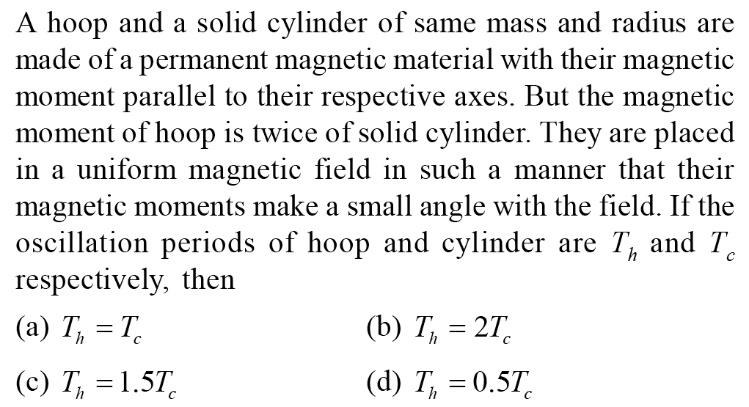 A hoop and a solid cylinder of same mass and radius are
made of a permanent magnetic material with their magnetic
moment parallel to their respective axes. But the magnetic
moment of hoop is twice of solid cylinder. They are placed
in a uniform magnetic field in such a manner that their
magnetic moments make a small angle with the field. If the
oscillation periods of hoop and cylinder are T_h and T_c
respectively, then
(a) T_h = T_c (b) T_h = 2T_c
(c) T_h = 1.5T_c (d) T_h = 0.5T_c